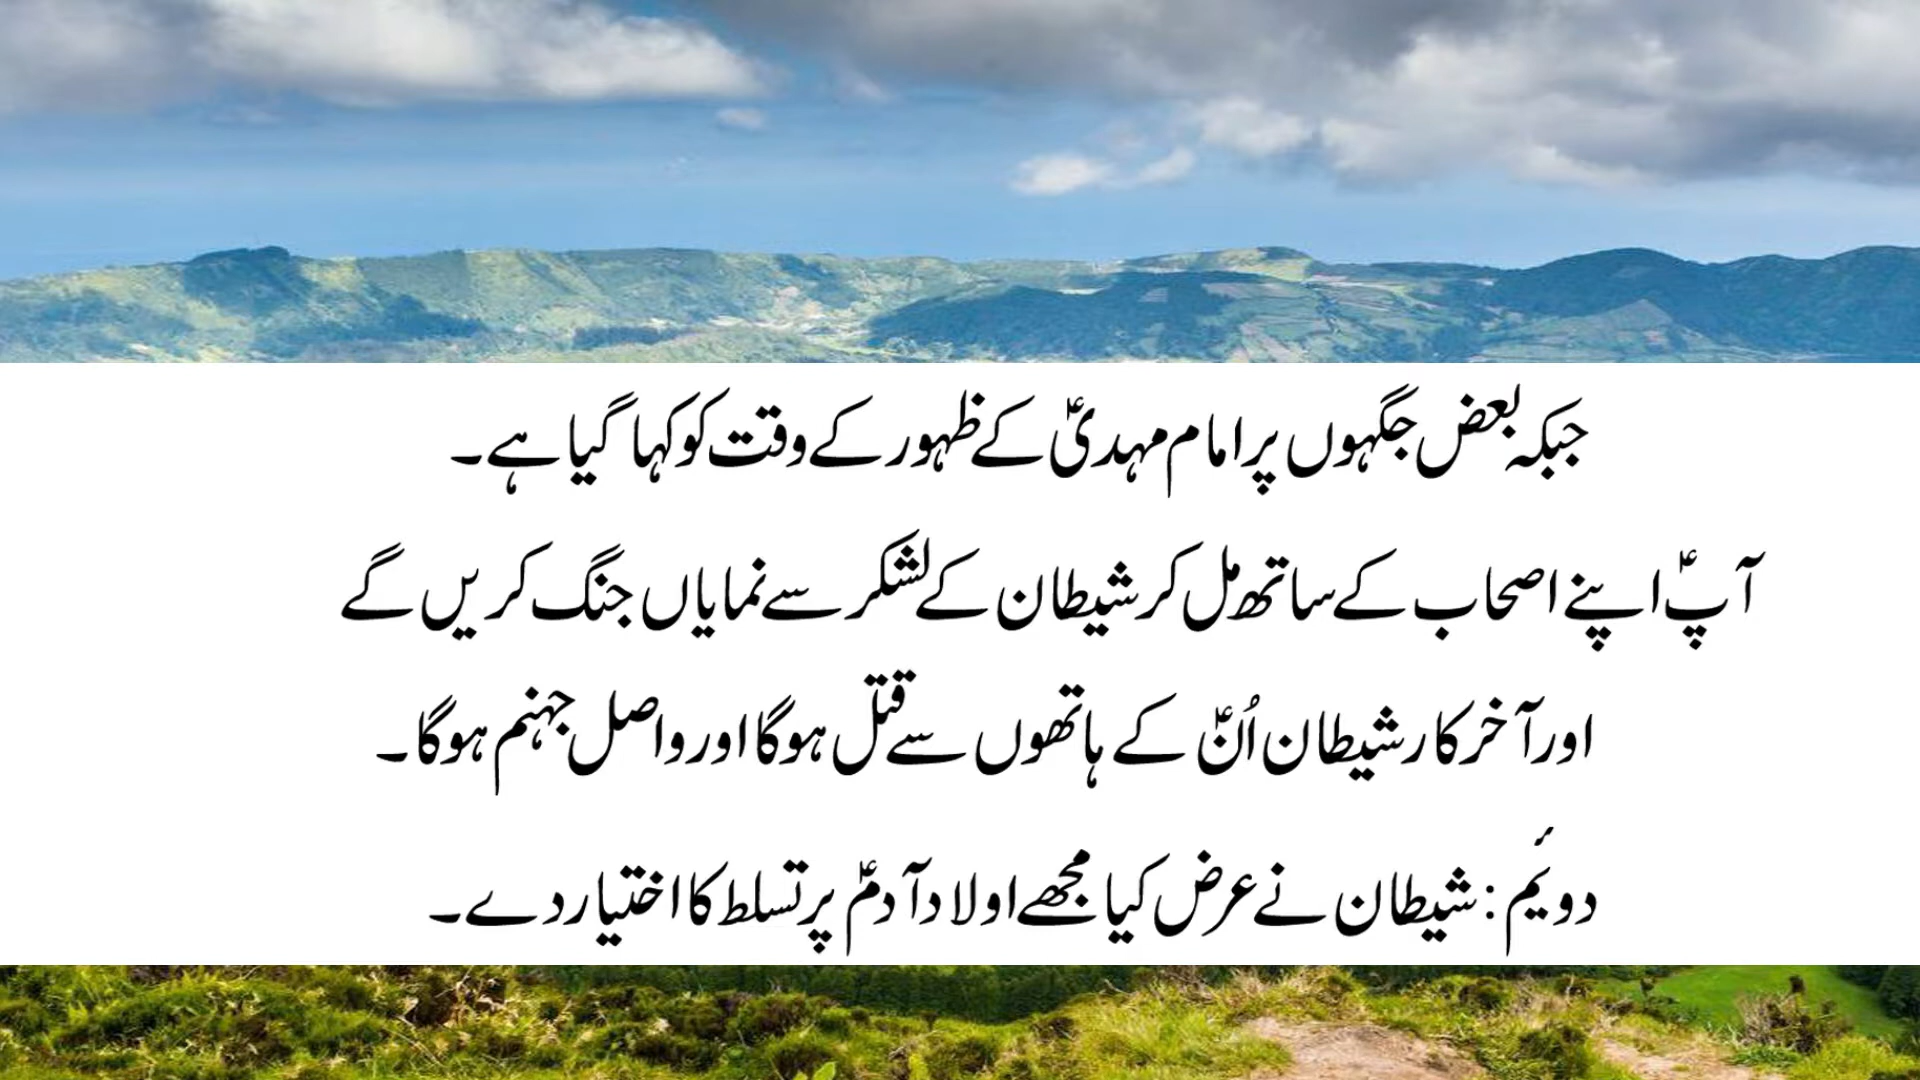 جبکہ بعض جگہوں پر امام مہدیؑ کے ظہور کے وقت کو کہا گیا ہے۔
آپؑ اپنے اصحاب کے ساتھ مل کر شیطان کے لشکر سے نمایاں جنگ کریں گے
اور آخر کار شیطان اُنؑ کے ہاتھوں سے قتل ہوگا اور واصل جہنم ہوگا۔
دوئم : شیطان نے عرض کیا مجھے اولاد آدمؑ پر تسلط کا اختیار دے۔